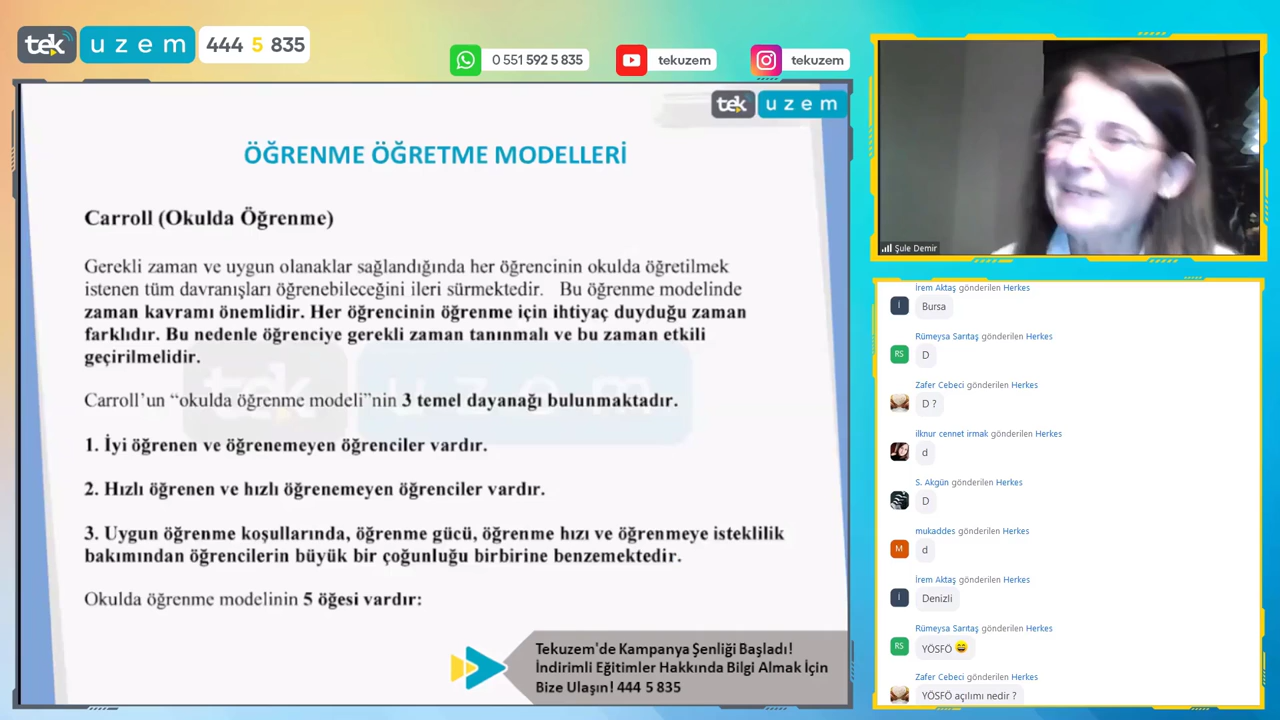 tek uzem 444 5 835
0 551 592 5 835
tekuzem
tekuzem
tek uzem
ÖĞRENME ÖĞRETME MODELLERİ
Carroll (Okulda Öğrenme)
Gerekli zaman ve uygun olanaklar sağlandığında her öğrencinin okulda öğretilmek
istenen tüm davranışları öğrenebileceğini ileri sürmektedir. Bu öğrenme modelinde
zaman kavramı önemlidir. Her öğrencinin öğrenme için ihtiyaç duyduğu zaman
farklıdır. Bu nedenle öğrenciye gerekli zaman tanınmalı ve bu zaman etkili
geçirilmelidir.
tek uzem
Carroll'un “okulda öğrenme modeli”nin 3 temel dayanağı bulunmaktadır.
1. İyi öğrenen ve öğrenemeyen öğrenciler vardır.
2. Hızlı öğrenen ve hızlı öğrenemeyen öğrenciler vardır.
3. Uygun öğrenme koşullarında, öğrenme gücü, öğrenme hızı ve öğrenmeye isteklilik
bakımından öğrencilerin büyük bir çoğunluğu birbirine benzemektedir.
Okulda öğrenme modelinin 5 öğesi vardır:
Tekuzem'de Kampanya Şenliği Başladı!
İndirimli Eğitimler Hakkında Bilgi Almak İçin
Bize Ulaşın! 444 5 835
Şule Demir
İrem Aktaş gönderilen Herkes
İ
Bursa
Rümeysa Sarıtaş gönderilen Herkes
RS
D
Zafer Cebeci gönderilen Herkes
D ?
ilknur cennet irmak gönderilen Herkes
d
S. Akgün gönderilen Herkes
D
mukaddes gönderilen Herkes
M
d
İrem Aktaş gönderilen Herkes
İ
Denizli
Rümeysa Sarıtaş gönderilen Herkes
RS
YÖSFÖ 😄
Zafer Cebeci gönderilen Herkes
YÖSFÖ açılımı nedir ?